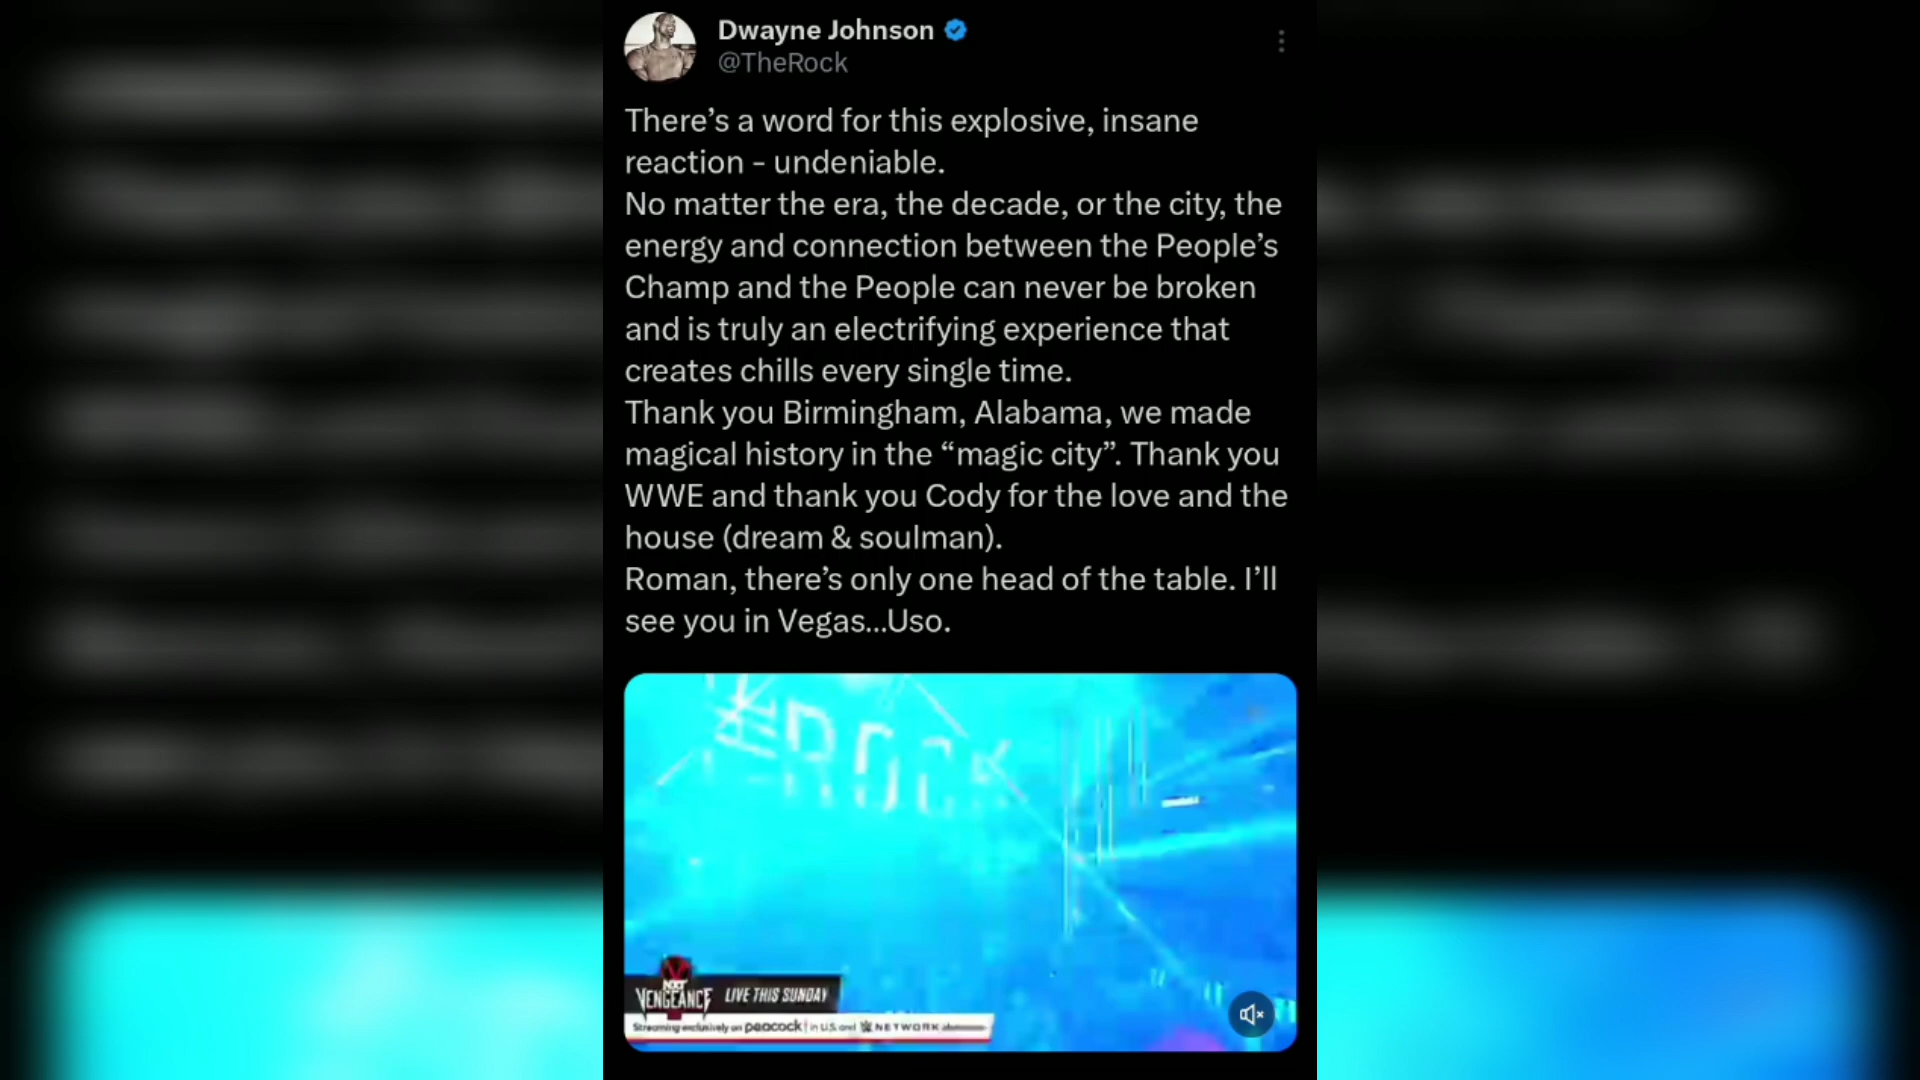 Dwayne Johnson
@TheRock
There’s a word for this explosive, insane
reaction - undeniable.
No matter the era, the decade, or the city, the
energy and connection between the People’s
Champ and the People can never be broken
and is truly an electrifying experience that
creates chills every single time.
Thank you Birmingham, Alabama, we made
magical history in the “magic city”. Thank you
WWE and thank you Cody for the love and the
house (dream & soulman).
Roman, there’s only one head of the table. I’ll
see you in Vegas...Uso.
THE ROCK
NXT
VENGEANCE
LIVE THIS SUNDAY
Streaming exclusively on peacock | in U.S. and W NETWORK